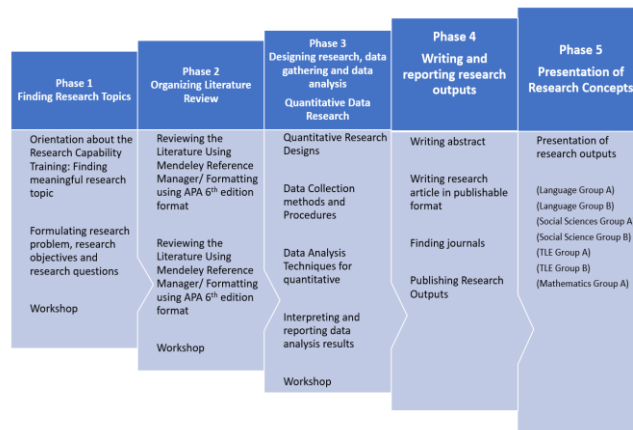 Phase 1
Finding Research Topics
Orientation about the
Research Capability
Training: Finding
meaningful research
topic
Formulating research
problem, research
objectives and
research questions
Workshop
Phase 2
Organizing Literature
Review
Reviewing the
Literature Using
Mendeley Reference
Manager/ Formatting
using APA 6th edition
format
Reviewing the
Literature Using
Mendeley Reference
Manager/ Formatting
using APA 6th edition
format
Workshop
Phase 3
Designing research, data
gathering and data
analysis
Quantitative Data
Research
Quantitative Research
Designs
Data Collection
methods and
Procedures
Data Analysis
Techniques for
quantitative
Interpreting and
reporting data
analysis results
Workshop
Phase 4
Writing and
reporting research
outputs
Writing abstract
Writing research
article in publishable
format
Finding journals
Publishing Research
Outputs
Phase 5
Presentation of
Research Concepts
Presentation of
research outputs
(Language Group A)
(Language Group B)
(Social Sciences Group A
(Social Science Group B)
(TLE Group A)
(TLE Group B)
(Mathematics Group A)